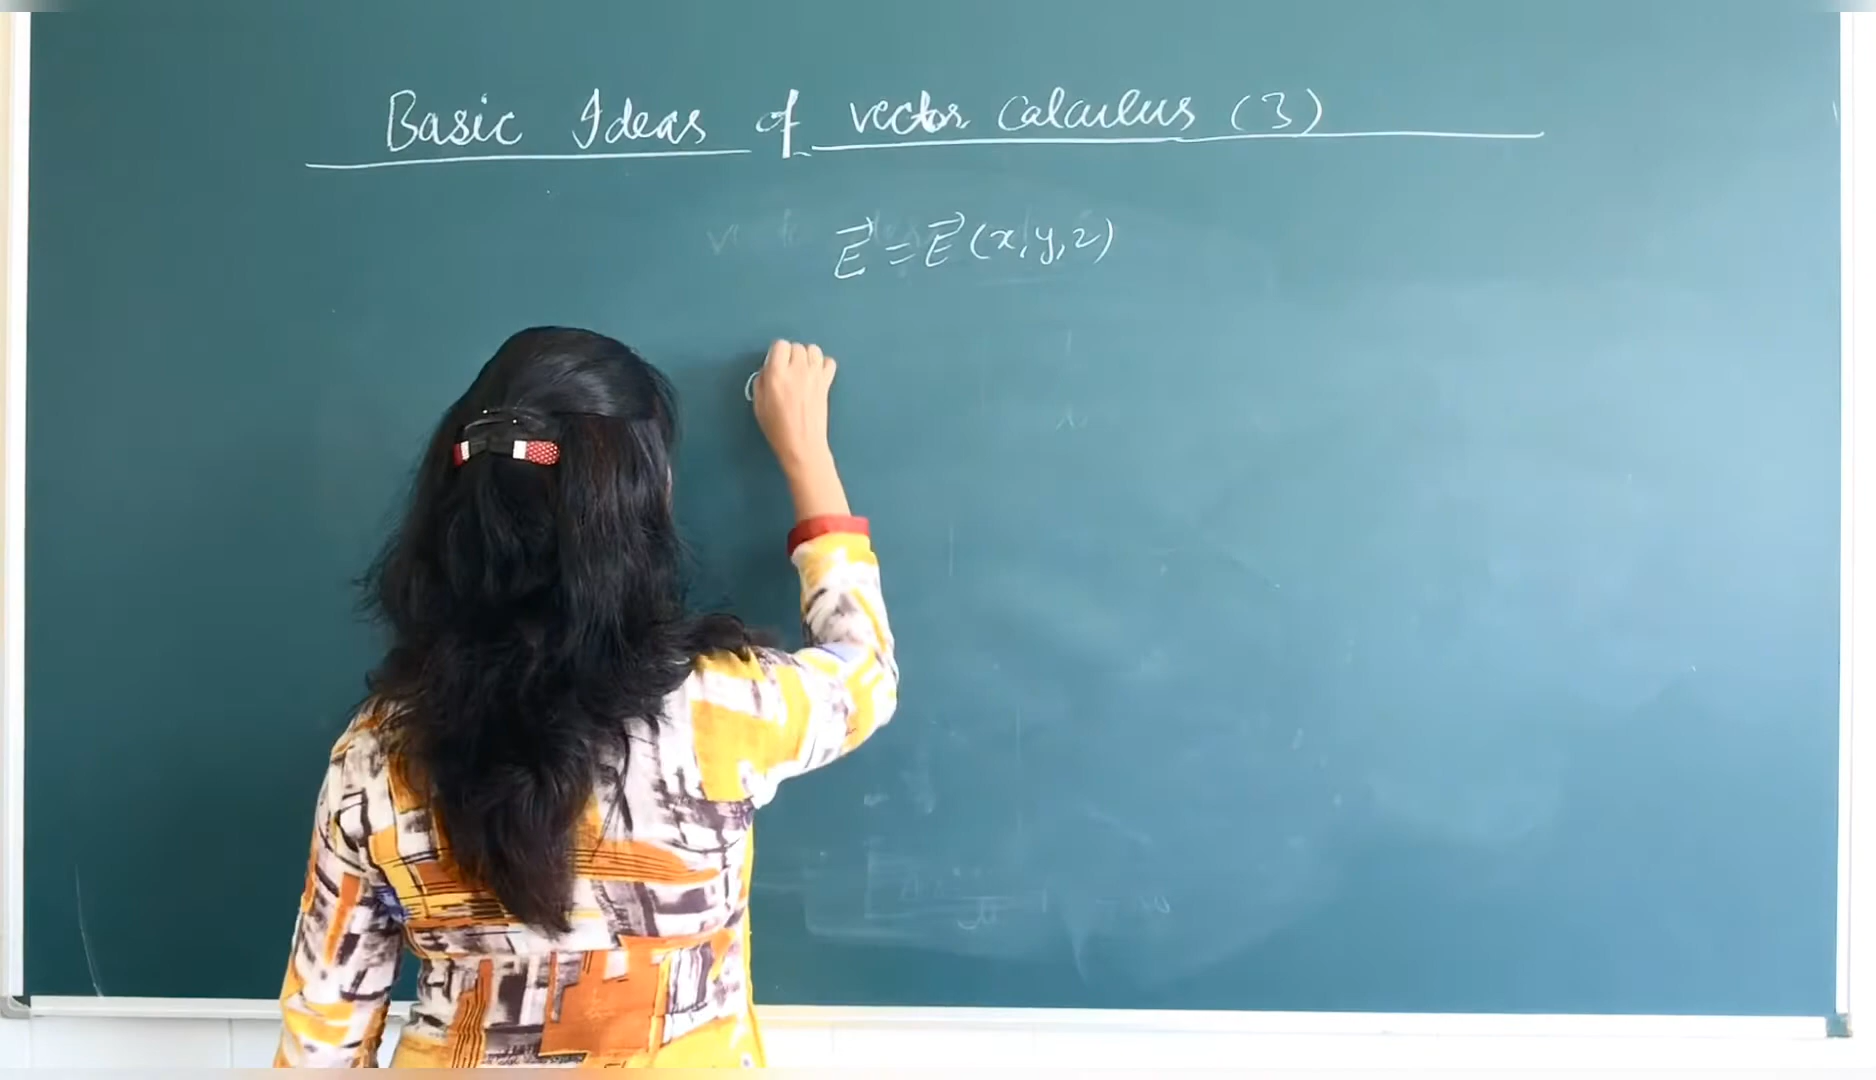 Basic Ideas of vector Calculus (3)
E⃗ = E⃗ (x, y, z)